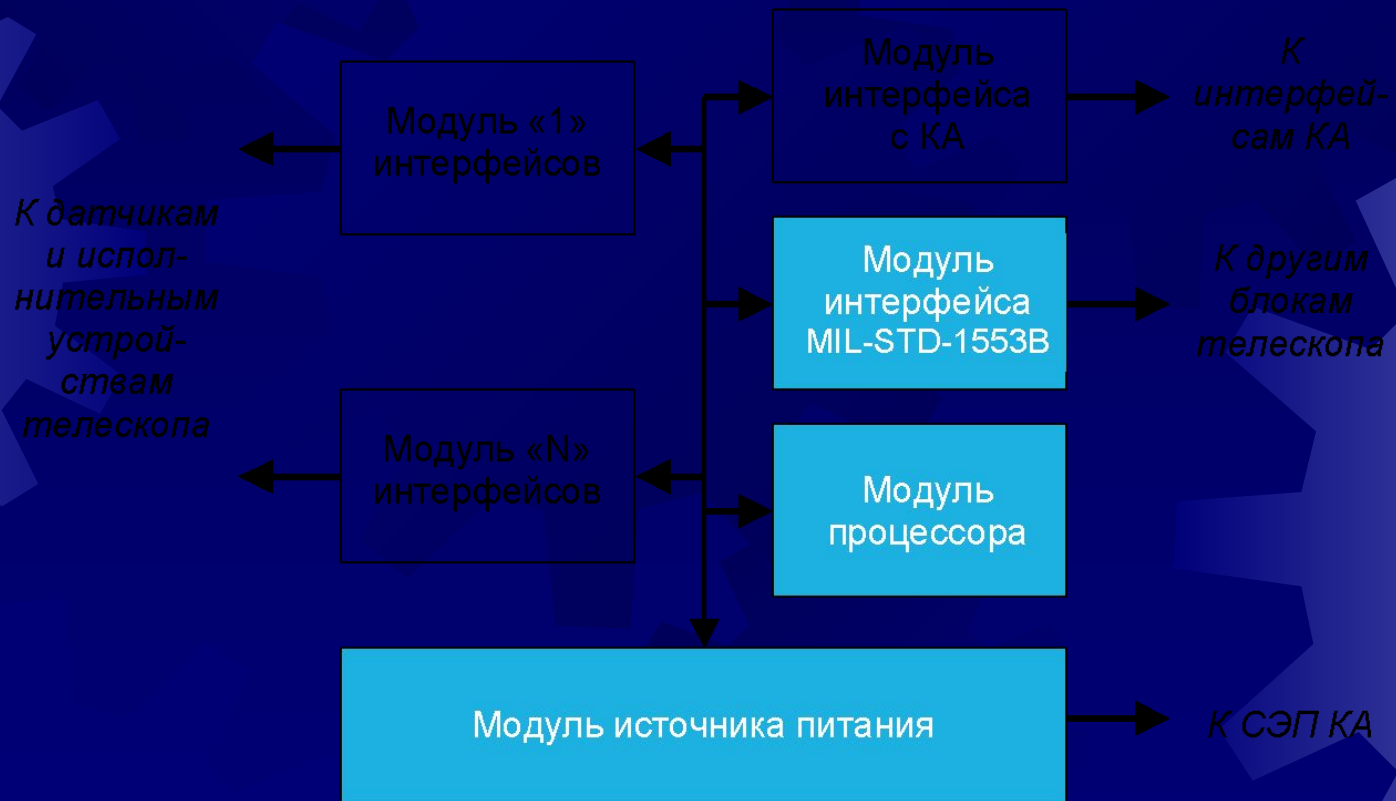 Модуль
интерфейса
с КА
К
интерфей-
сам КА
Модуль «1»
интерфейсов
К датчикам
и испол-
нительным
устрой-
ствам
телескопа
Модуль
интерфейса
MIL-STD-1553B
К другим
блокам
телескопа
Модуль «N»
интерфейсов
Модуль
процессора
Модуль источника питания
К СЭП КА